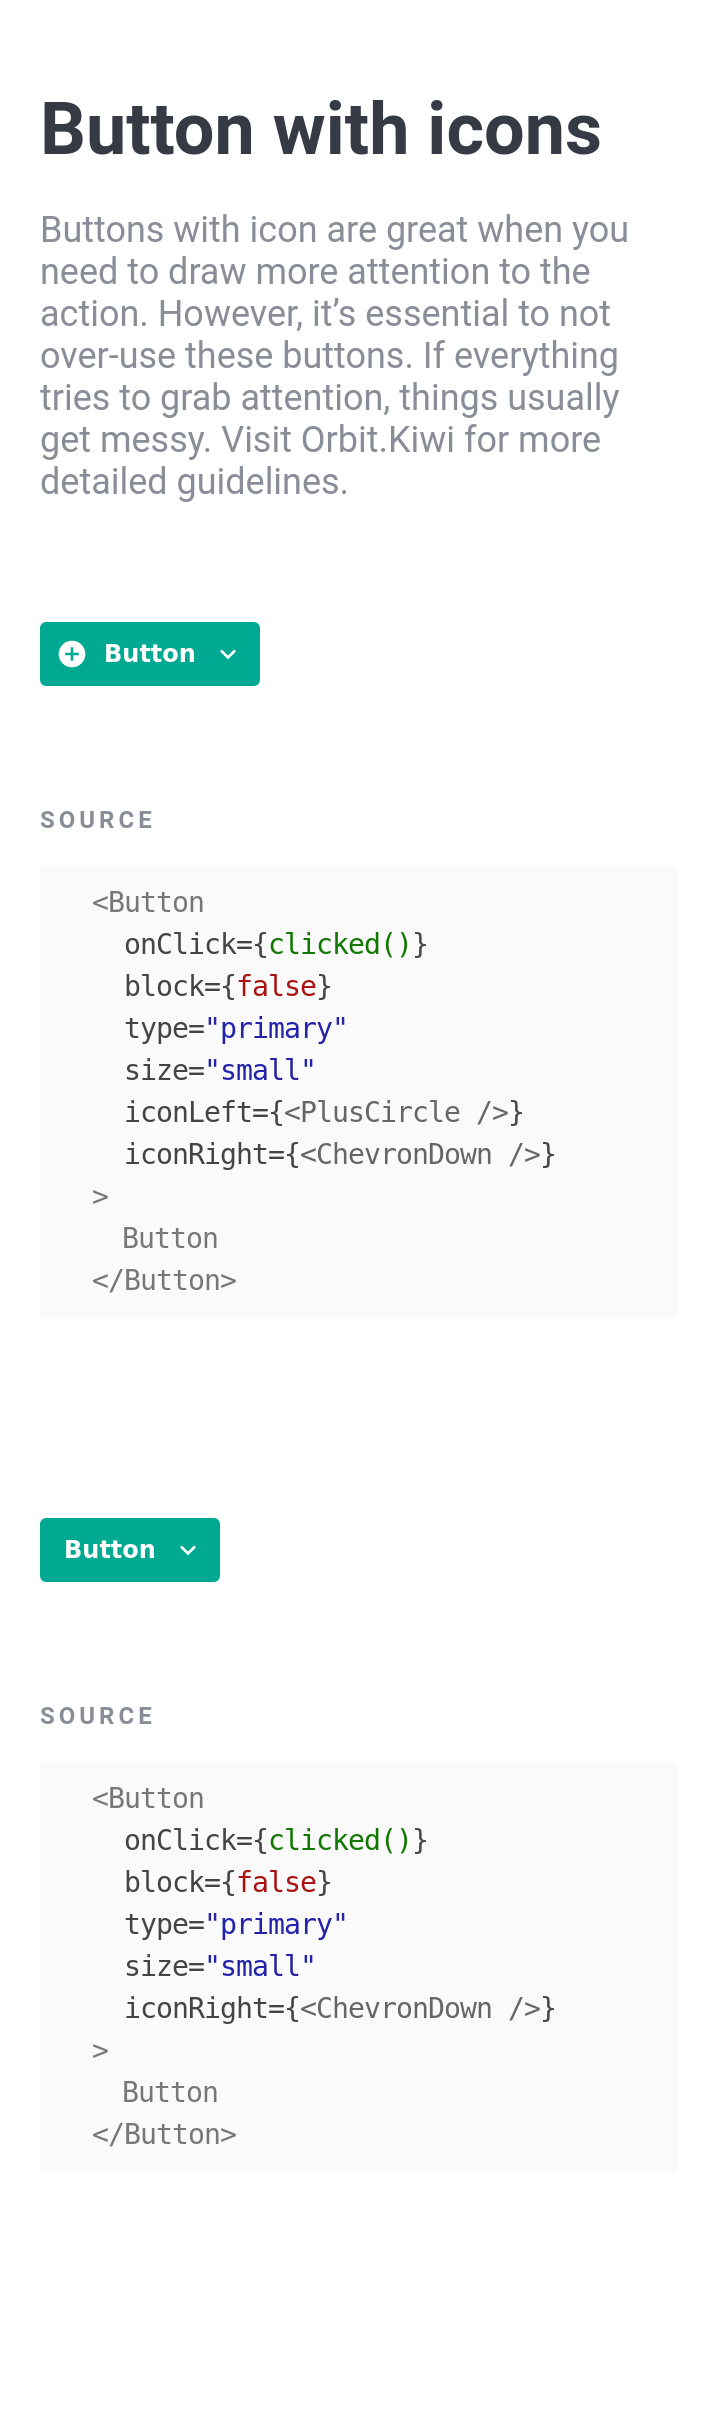 Button with icons
Buttons with icon are great when you
need to draw more attention to the
action. However, it’s essential to not
over-use these buttons. If everything
tries to grab attention, things usually
get messy. Visit Orbit.Kiwi for more
detailed guidelines.
Button
SOURCE
<Button
onClick={clicked()}
block={false}
type="primary"
size="small"
iconLeft={<PlusCircle />}
iconRight={<ChevronDown />}
>
Button
</Button>
Button
SOURCE
<Button
onClick={clicked()}
block={false}
type="primary"
size="small"
iconRight={<ChevronDown />}
>
Button
</Button>